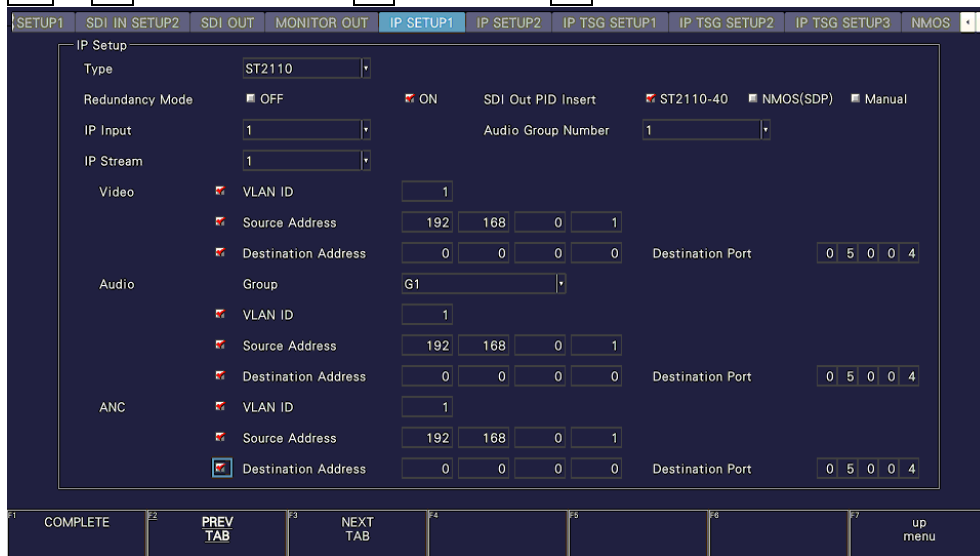 SETUP1 SDI IN SETUP2 SDI OUT MONITOR OUT IP SETUP1 IP SETUP2 IP TSG SETUP1 IP TSG SETUP2 IP TSG SETUP3 NMOS
IP Setup
Type ST2110
Redundancy Mode OFF ON SDI Out PID Insert ST2110-40 NMOS(SDP) Manual
IP Input 1 Audio Group Number 1
IP Stream 1
Video VLAN ID 1
Source Address 192 168 0 1
Destination Address 0 0 0 0 Destination Port 0 5 0 0 4
Audio Group G1
VLAN ID 1
Source Address 192 168 0 1
Destination Address 0 0 0 0 Destination Port 0 5 0 0 4
ANC VLAN ID 1
Source Address 192 168 0 1
Destination Address 0 0 0 0 Destination Port 0 5 0 0 4
F1 COMPLETE F2 PREV TAB F3 NEXT TAB F4 F5 F6 F7 up menu